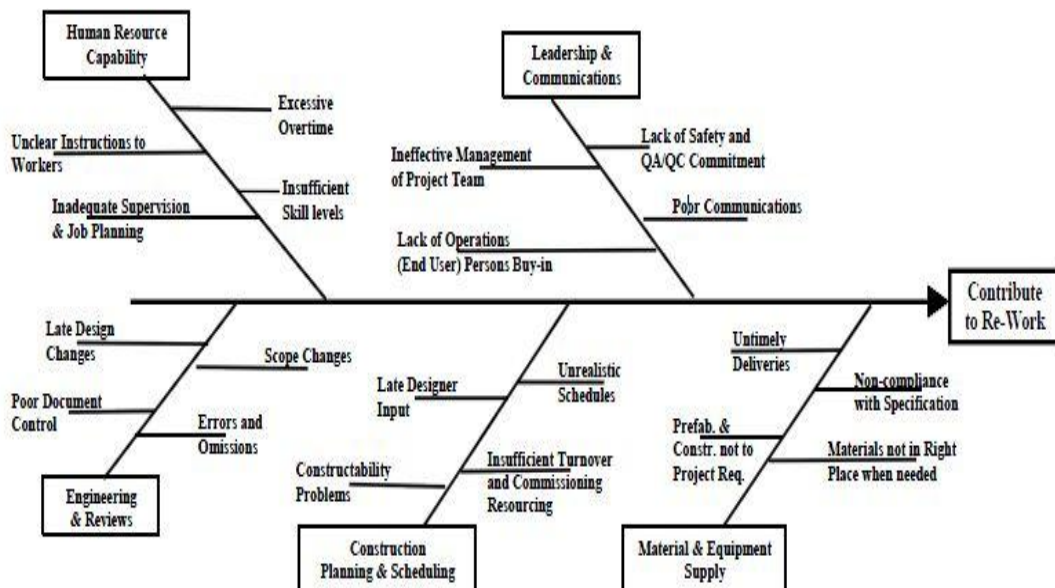 Human Resource
Capability
Excessive
Overtime
Unclear Instructions to
Workers
Insufficient
Skill levels
Inadequate Supervision
& Job Planning
Leadership &
Communications
Lack of Safety and
QA/QC Commitment
Ineffective Management
of Project Team
Poor Communications
Lack of Operations
(End User) Persons Buy-in
Contribute
to Re-Work
Late Design
Changes
Scope Changes
Poor Document
Control
Errors and
Omissions
Engineering
& Reviews
Unrealistic
Schedules
Late Designer
Input
Insufficient Turnover
and Commissioning
Resourcing
Constructability
Problems
Construction
Planning & Scheduling
Untimely
Deliveries
Non-compliance
with Specification
Prefab. &
Constr. not to
Project Req.
Materials not in Right
Place when needed
Material & Equipment
Supply